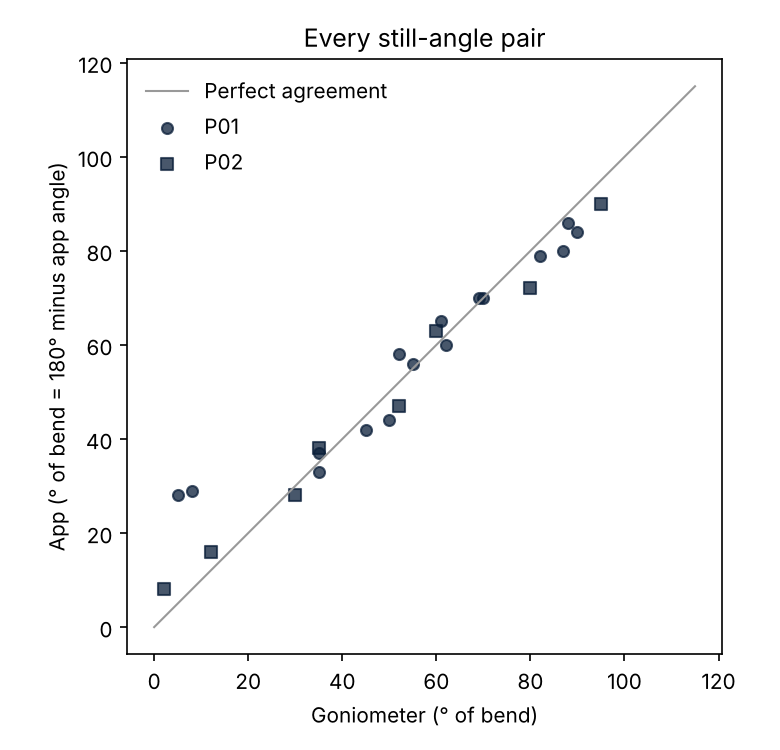 Every still-angle pair
Perfect agreement
P01
P02
App (° of bend = 180° minus app angle)
120
100
80
60
40
20
0
0 20 40 60 80 100 120
Goniometer (° of bend)